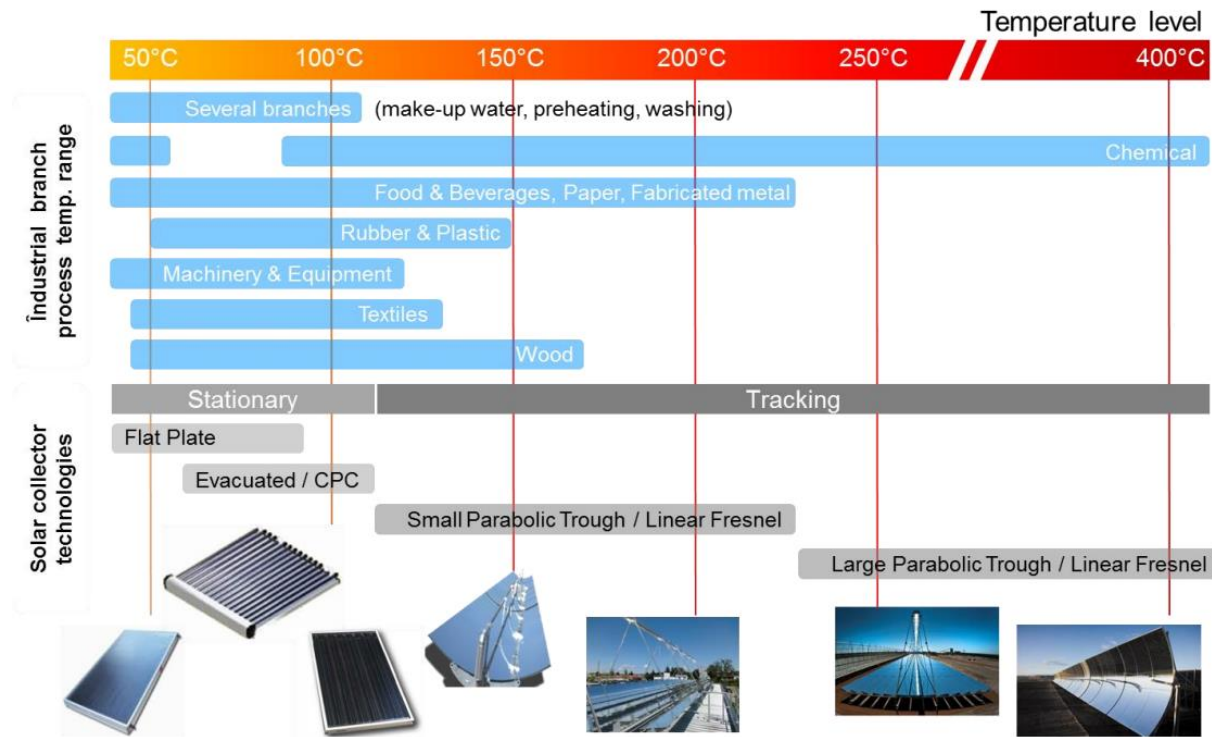 Temperature level
50°C 100°C 150°C 200°C 250°C 400°C
Îndustrial branch
process temp. range
Several branches (make-up water, preheating, washing)
Chemical
Food & Beverages, Paper, Fabricated metal
Rubber & Plastic
Machinery & Equipment
Textiles
Wood
Solar collector
technologies
Stationary Tracking
Flat Plate
Evacuated / CPC
Small Parabolic Trough / Linear Fresnel
Large Parabolic Trough / Linear Fresnel